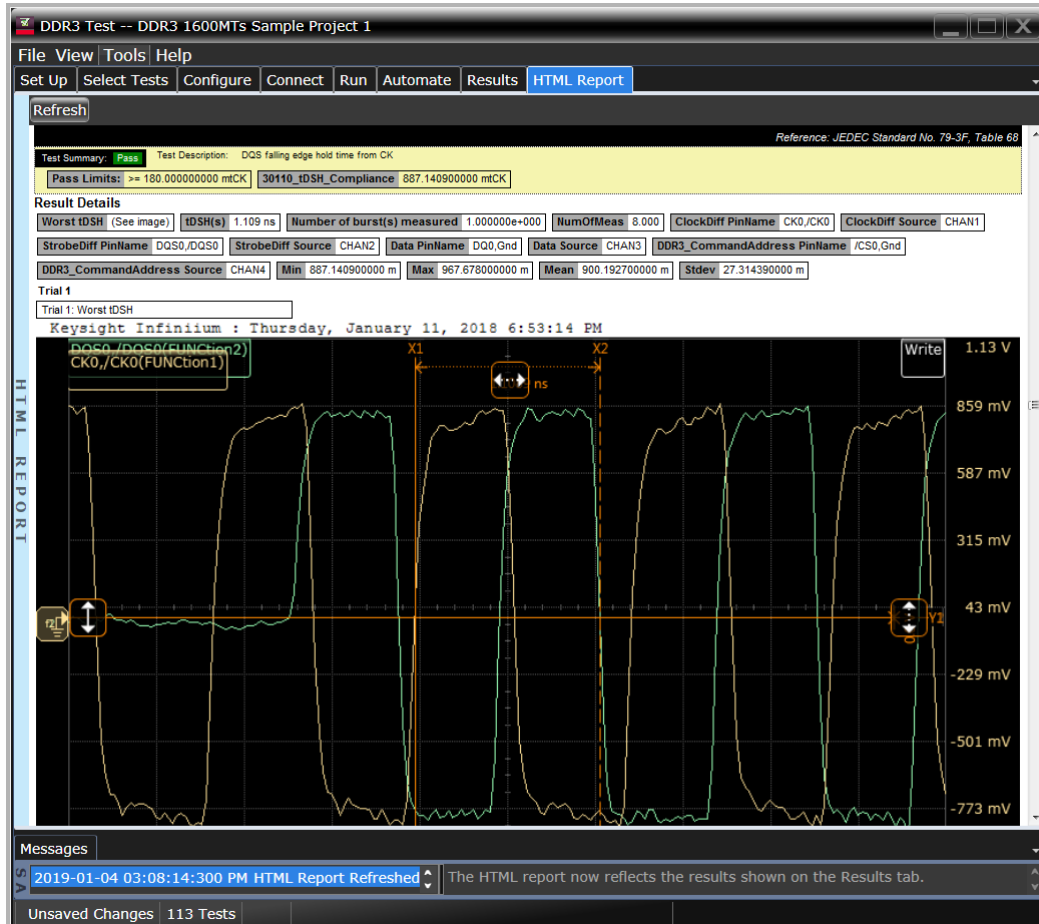 DDR3 Test -- DDR3 1600MTs Sample Project 1
File View Tools Help
Set Up Select Tests Configure Connect Run Automate Results HTML Report
Refresh
HTML REPORT
Reference: JEDEC Standard No. 79-3F, Table 68
Test Summary: Pass Test Description: DQS falling edge hold time from CK
Pass Limits: >= 180.000000000 mtCK 30110_tDSH_Compliance 887.140900000 mtCK
Result Details
Worst tDSH (See image) tDSH(s) 1.109 ns Number of burst(s) measured 1.000000e+000 NumOfMeas 8.000 ClockDiff PinName CK0,/CK0 ClockDiff Source CHAN1
StrobeDiff PinName DQS0,/DQS0 StrobeDiff Source CHAN2 Data PinName DQ0,Gnd Data Source CHAN3 DDR3_CommandAddress PinName /CS0,Gnd
DDR3_CommandAddress Source CHAN4 Min 887.140900000 m Max 967.678000000 m Mean 900.192700000 m Stdev 27.314390000 m
Trial 1
Trial 1: Worst tDSH
Keysight Infiniium : Thursday, January 11, 2018 6:53:14 PM
DQS0,/DQS0(FUNCtion2)
CK0,/CK0(FUNCtion1)
X1 X2
ns
Write
1.13 V
859 mV
587 mV
315 mV
43 mV
Y1
-229 mV
-501 mV
-773 mV
Messages
2019-01-04 03:08:14:300 PM HTML Report Refreshed
The HTML report now reflects the results shown on the Results tab.
Unsaved Changes 113 Tests